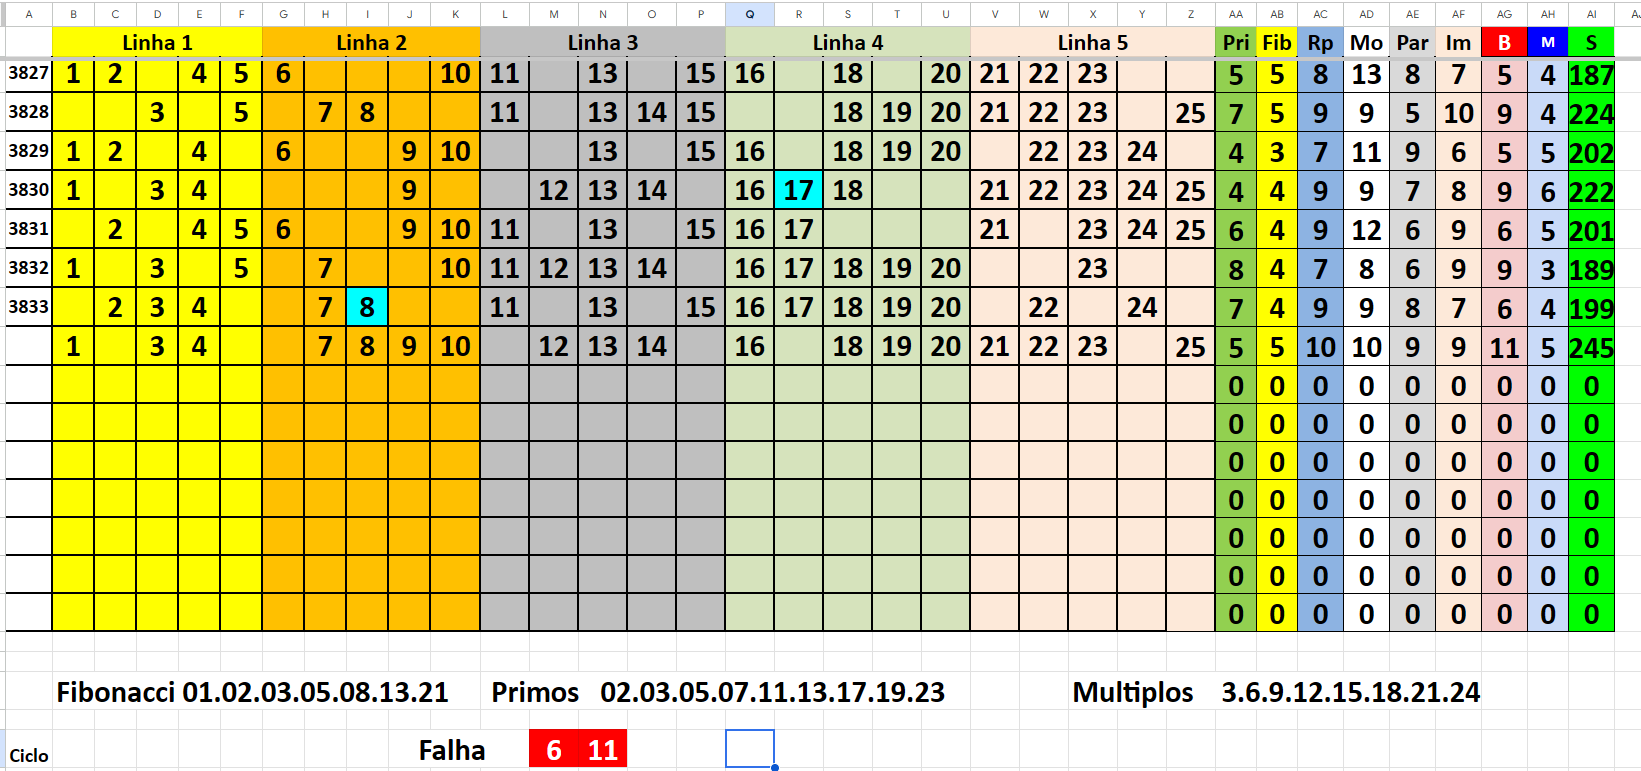 A B C D E F G H I J K L M N O P Q R S T U V W X Y Z AA AB AC AD AE AF AG AH AI
Linha 1 Linha 2 Linha 3 Linha 4 Linha 5 Pri Fib Rp Mo Par Im B M S
3827 1 2 4 5 6 10 11 13 15 16 18 20 21 22 23 5 5 8 13 8 7 5 4 187
3828 3 5 7 8 11 13 14 15 18 19 20 21 22 23 25 7 5 9 9 5 10 9 4 224
3829 1 2 4 6 9 10 13 15 16 18 19 20 22 23 24 4 3 7 11 9 6 5 5 202
3830 1 3 4 9 12 13 14 16 17 18 21 22 23 24 25 4 4 9 9 7 8 9 6 222
3831 2 4 5 6 9 10 11 13 15 16 17 21 23 24 25 6 4 9 12 6 9 6 5 201
3832 1 3 5 7 10 11 12 13 14 16 17 18 19 20 23 8 4 7 8 6 9 9 3 189
3833 2 3 4 7 8 11 13 15 16 17 18 19 20 22 24 7 4 9 9 8 7 6 4 199
1 3 4 7 8 9 10 12 13 14 16 18 19 20 21 22 23 25 5 5 10 10 9 9 11 5 245
0 0 0 0 0 0 0 0 0
0 0 0 0 0 0 0 0 0
0 0 0 0 0 0 0 0 0
0 0 0 0 0 0 0 0 0
0 0 0 0 0 0 0 0 0
0 0 0 0 0 0 0 0 0
0 0 0 0 0 0 0 0 0
Fibonacci 01.02.03.05.08.13.21 Primos 02.03.05.07.11.13.17.19.23 Multiplos 3.6.9.12.15.18.21.24
Ciclo Falha 6 11